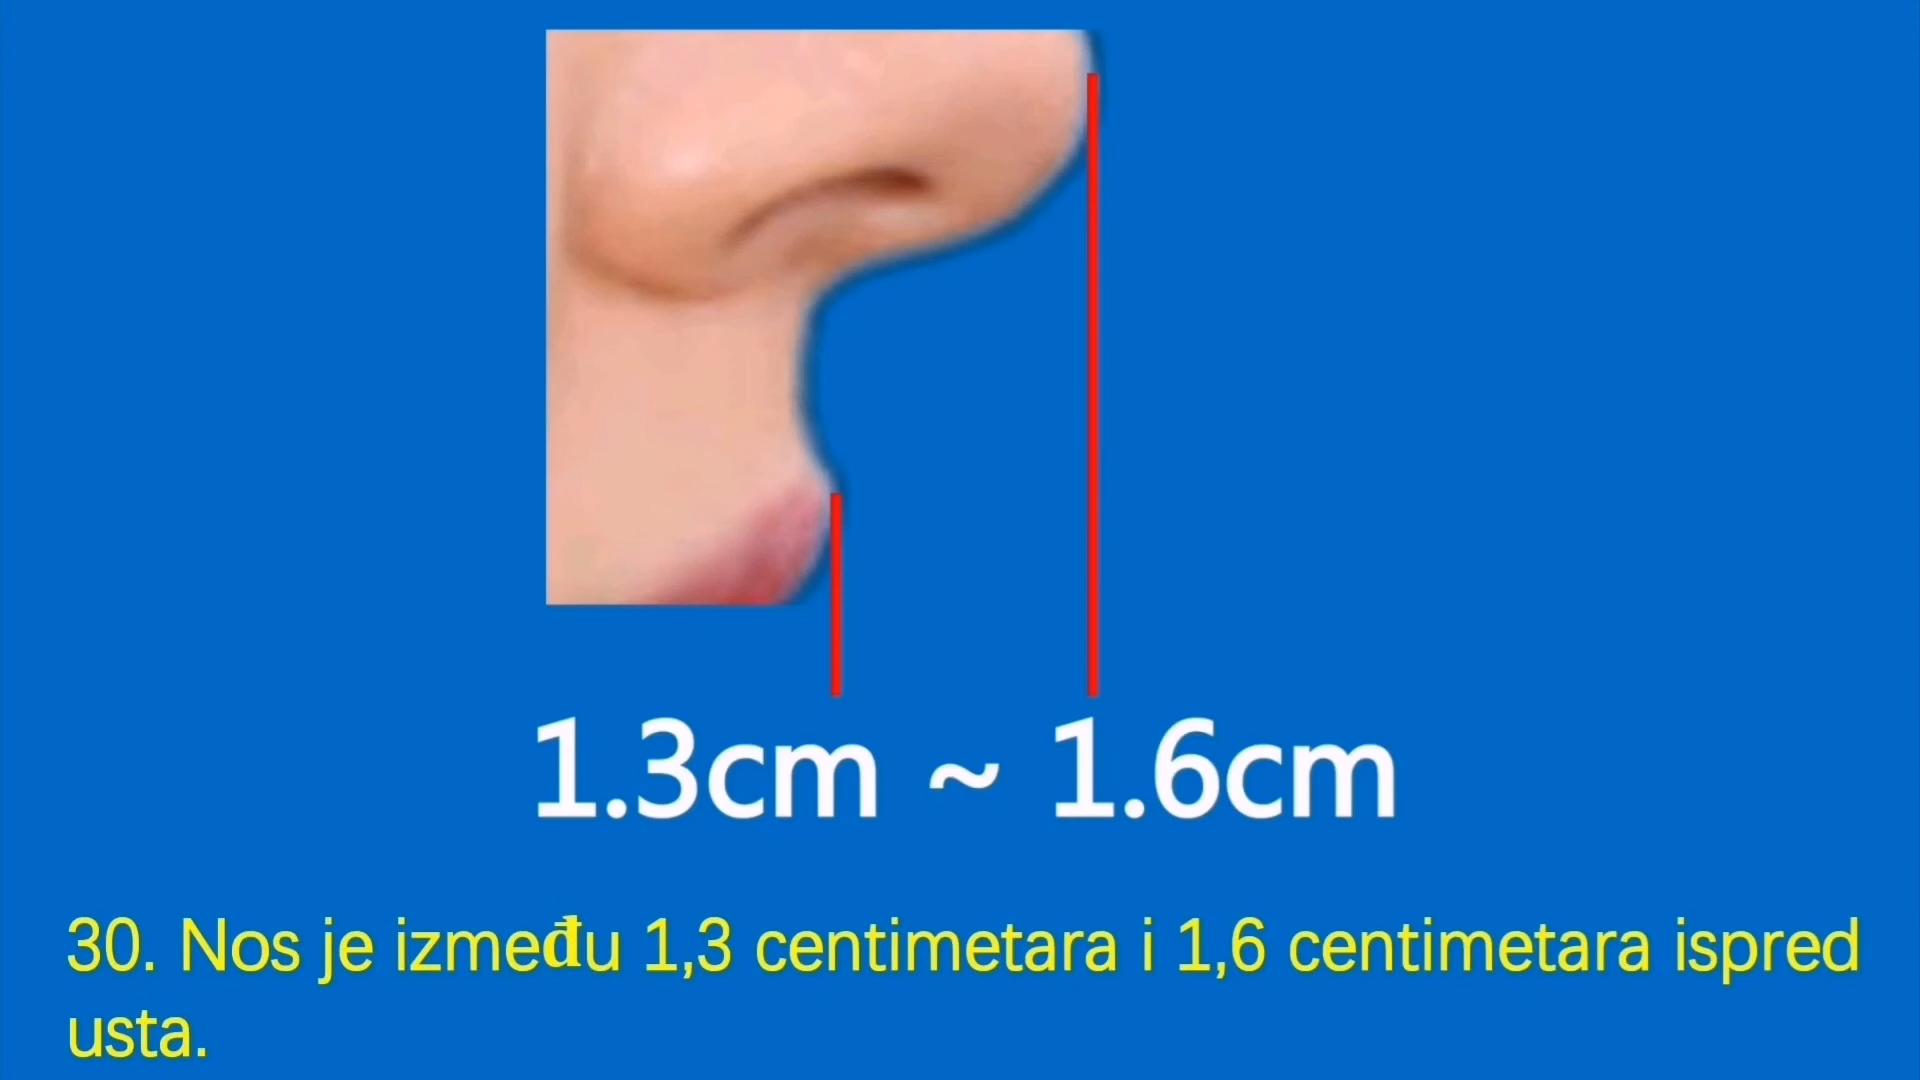 1.3cm ~ 1.6cm
30. Nos je između 1,3 centimetara i 1,6 centimetara ispred
usta.